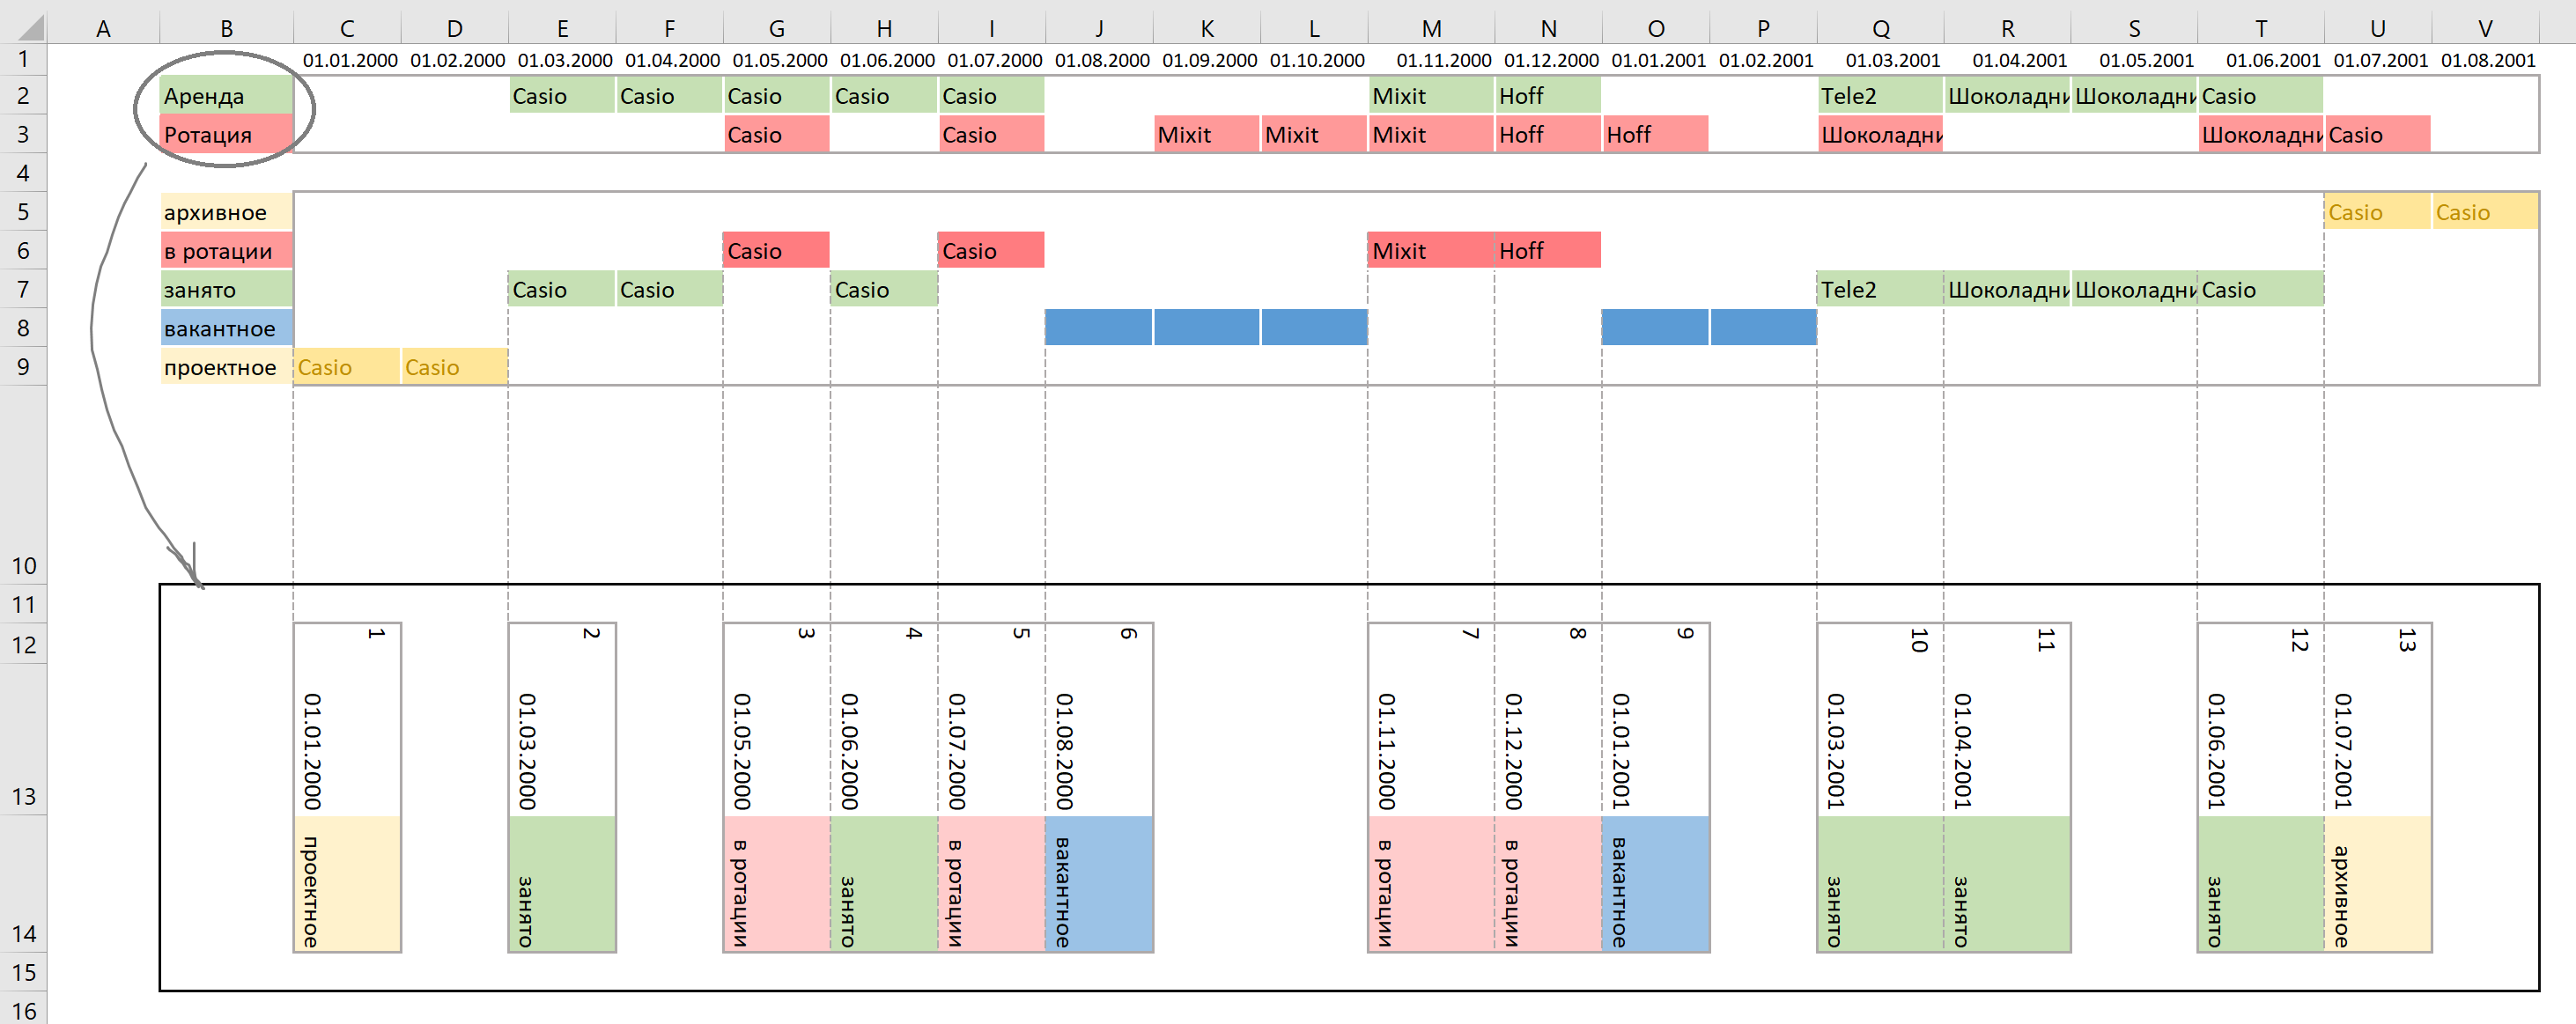 A B C D E F G H I J K L M N O P Q R S T U V
1 01.01.2000 01.02.2000 01.03.2000 01.04.2000 01.05.2000 01.06.2000 01.07.2000 01.08.2000 01.09.2000 01.10.2000 01.11.2000 01.12.2000 01.01.2001 01.02.2001 01.03.2001 01.04.2001 01.05.2001 01.06.2001 01.07.2001 01.08.2001
2 Аренда Casio Casio Casio Casio Casio Mixit Hoff Tele2 Шоколадни Шоколадни Casio
3 Ротация Casio Casio Mixit Mixit Mixit Hoff Hoff Шоколадни Шоколадни Casio
4
5 архивное Casio Casio
6 в ротации Casio Casio Mixit Hoff
7 занято Casio Casio Casio Tele2 Шоколадни Шоколадни Casio
8 вакантное
9 проектное Casio Casio
10
11
12 1 2 3 4 5 6 7 8 9 10 11 12 13
13 01.01.2000 01.03.2000 01.05.2000 01.06.2000 01.07.2000 01.08.2000 01.11.2000 01.12.2000 01.01.2001 01.03.2001 01.04.2001 01.06.2001 01.07.2001
14 проектное занято в ротации занято в ротации вакантное в ротации в ротации вакантное занято занято занято архивное
15
16